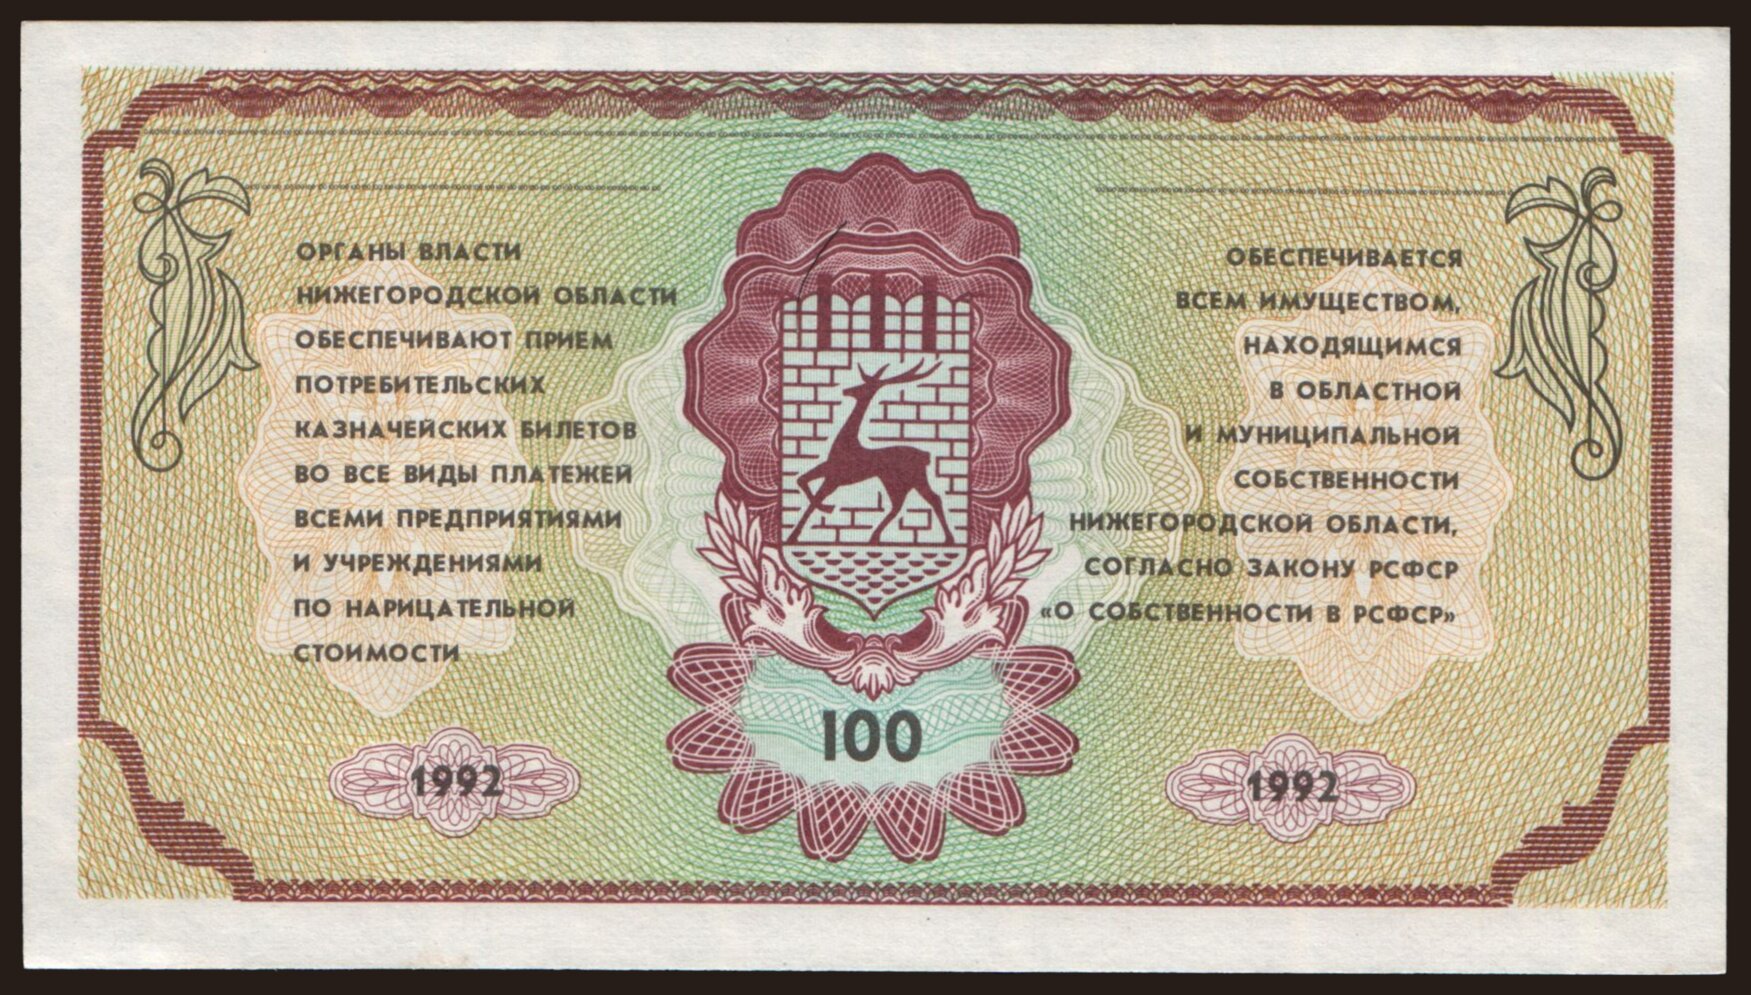 ОРГАНЫ ВЛАСТИ
НИЖЕГОРОДСКОЙ ОБЛАСТИ
ОБЕСПЕЧИВАЮТ ПРИЕМ
ПОТРЕБИТЕЛЬСКИХ
КАЗНАЧЕЙСКИХ БИЛЕТОВ
ВО ВСЕ ВИДЫ ПЛАТЕЖЕЙ
ВСЕМИ ПРЕДПРИЯТИЯМИ
И УЧРЕЖДЕНИЯМИ
ПО НАРИЦАТЕЛЬНОЙ
СТОИМОСТИ
ОБЕСПЕЧИВАЕТСЯ
ВСЕМ ИМУЩЕСТВОМ,
НАХОДЯЩИМСЯ
В ОБЛАСТНОЙ
И МУНИЦИПАЛЬНОЙ
СОБСТВЕННОСТИ
НИЖЕГОРОДСКОЙ ОБЛАСТИ,
СОГЛАСНО ЗАКОНУ РСФСР
«О СОБСТВЕННОСТИ В РСФСР»
100
1992
1992